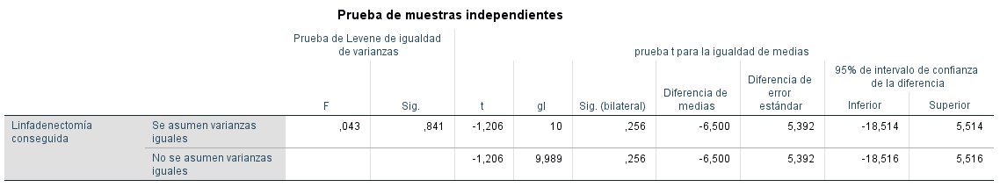 Prueba de muestras independientes
Prueba de Levene de igualdad
de varianzas
prueba t para la igualdad de medias
F
Sig.
t
gl
Sig. (bilateral)
Diferencia de
medias
Diferencia de
error
estándar
95% de intervalo de confianza
de la diferencia
Inferior
Superior
Linfadenectomía
conseguida
Se asumen varianzas
iguales
,043 ,841 -1,206 10 ,256 -6,500 5,392 -18,514 5,514
No se asumen varianzas
iguales
-1,206 9,989 ,256 -6,500 5,392 -18,516 5,516